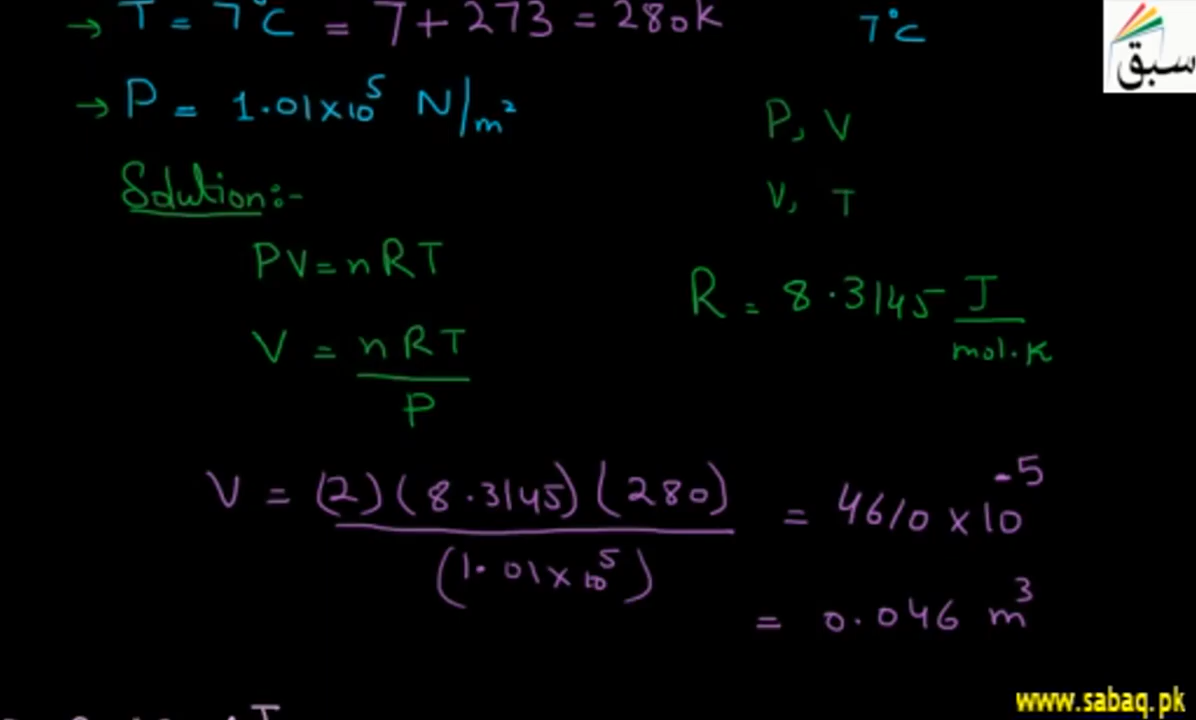 → T = 7°C = 7 + 273 = 280K 7°C
سبق
→ P = 1.01×10⁵ N/m²
P, V
Solution:-
V, T
PV = nRT
R = 8.3145 J/mol.K
V = nRT/P
V = (2)(8.3145)(280)/(1.01×10⁵) = 4610 × 10⁻⁵
= 0.046 m³
www.sabaq.pk